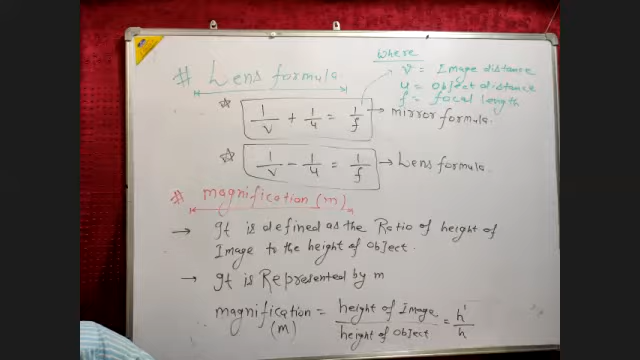 # Lens formula
Where
v = Image distance
u = object distance
f = focal length
☆ 1/v + 1/u = 1/f → mirror formula.
☆ 1/v - 1/u = 1/f → Lens formula.
# magnification (m)
→ It is defined as the Ratio of height of
Image to the height of object.
→ It is Represented by m
magnification (m) = height of Image / height of object = h'/h